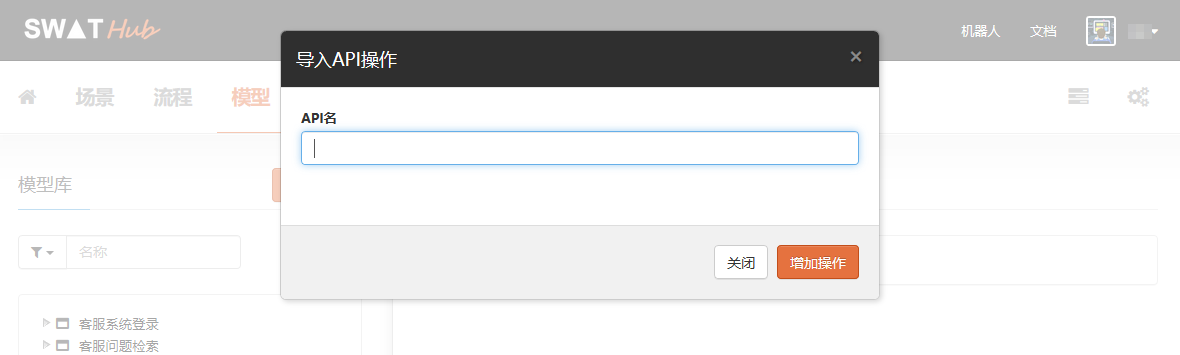 SWAT Hub
机器人 文档
导入API操作 ×
场景 流程 模型
API名
模型库
名称
关闭 增加操作
客服系统登录
客服问题检索